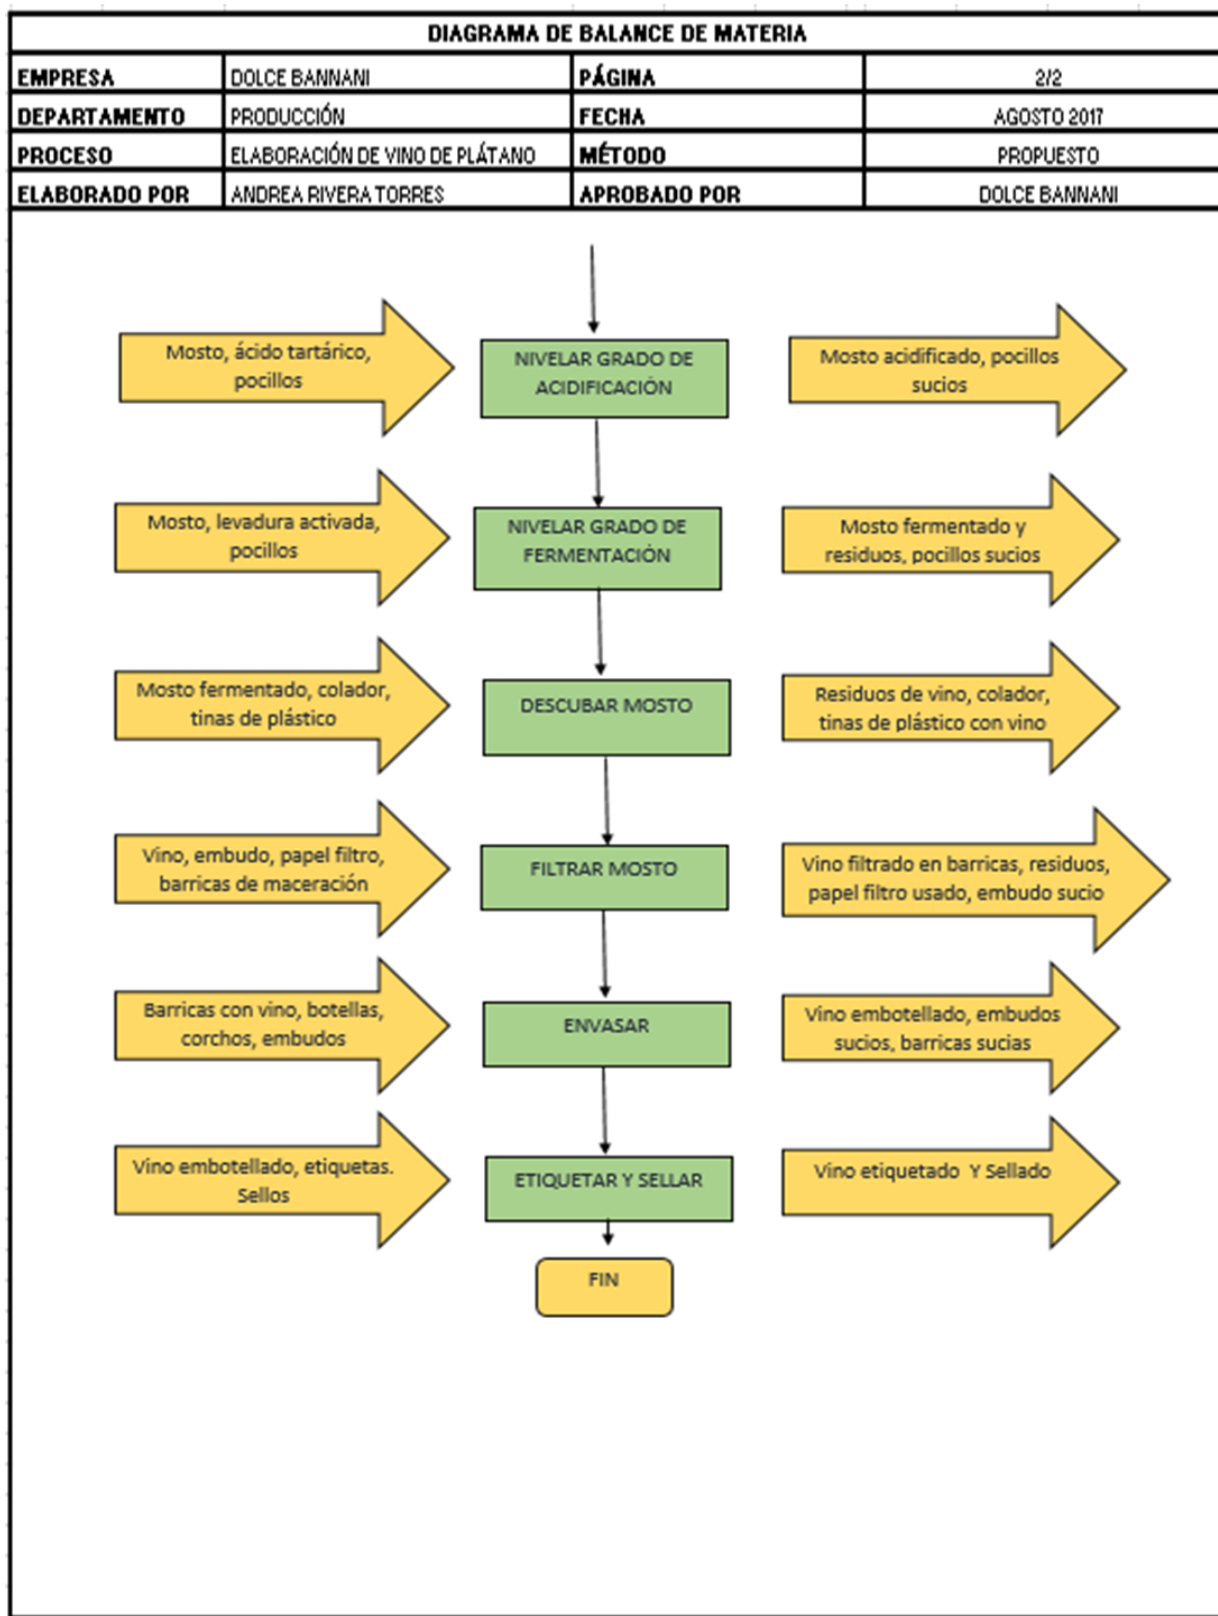 DIAGRAMA DE BALANCE DE MATERIA
EMPRESA DOLCE BANNANI PÁGINA 2/2
DEPARTAMENTO PRODUCCIÓN FECHA AGOSTO 2017
PROCESO ELABORACIÓN DE VINO DE PLÁTANO MÉTODO PROPUESTO
ELABORADO POR ANDREA RIVERA TORRES APROBADO POR DOLCE BANNANI
Mosto, ácido tartárico,
pocillos
NIVELAR GRADO DE
ACIDIFICACIÓN
Mosto acidificado, pocillos
sucios
Mosto, levadura activada,
pocillos
NIVELAR GRADO DE
FERMENTACIÓN
Mosto fermentado y
residuos, pocillos sucios
Mosto fermentado, colador,
tinas de plástico
DESCUBAR MOSTO
Residuos de vino, colador,
tinas de plástico con vino
Vino, embudo, papel filtro,
barricas de maceración
FILTRAR MOSTO
Vino filtrado en barricas, residuos,
papel filtro usado, embudo sucio
Barricas con vino, botellas,
corchos, embudos
ENVASAR
Vino embotellado, embudos
sucios, barricas sucias
Vino embotellado, etiquetas.
Sellos
ETIQUETAR Y SELLAR
Vino etiquetado Y Sellado
FIN